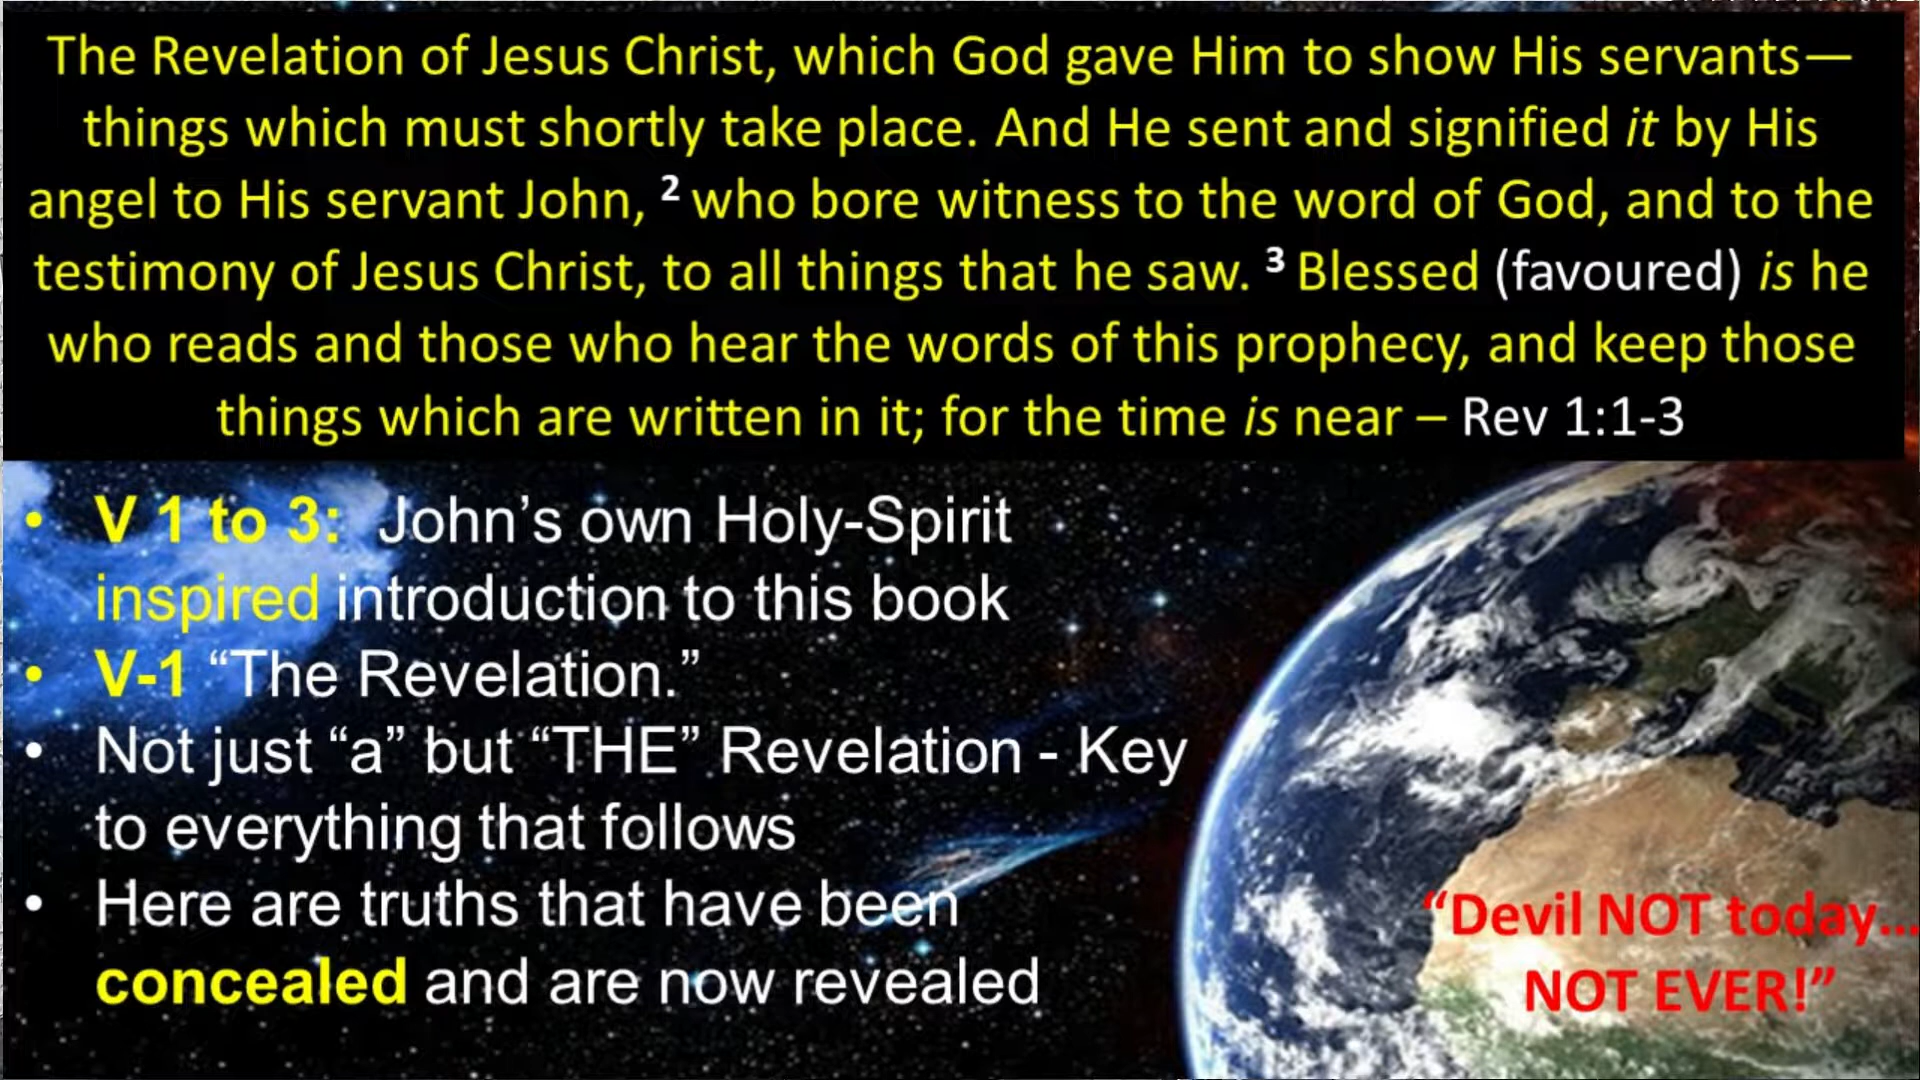 The Revelation of Jesus Christ, which God gave Him to show His servants—
things which must shortly take place. And He sent and signified it by His
angel to His servant John, 2 who bore witness to the word of God, and to the
testimony of Jesus Christ, to all things that he saw. 3 Blessed (favoured) is he
who reads and those who hear the words of this prophecy, and keep those
things which are written in it; for the time is near – Rev 1:1-3
• V 1 to 3: John’s own Holy-Spirit
inspired introduction to this book
• V-1 “The Revelation.”
• Not just “a” but “THE” Revelation - Key
to everything that follows
• Here are truths that have been
concealed and are now revealed
“Devil NOT today...
NOT EVER!”